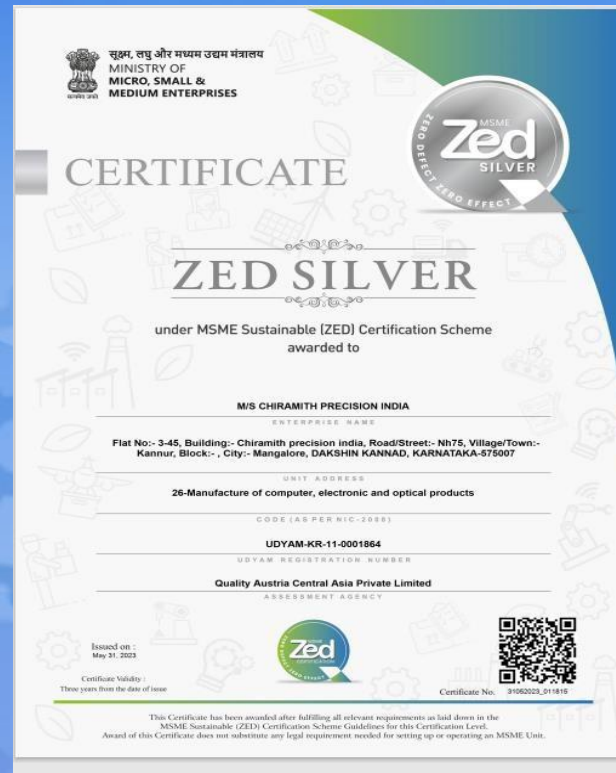 सूक्ष्म, लघु और मध्यम उद्यम मंत्रालय
MINISTRY OF
MICRO, SMALL &
MEDIUM ENTERPRISES
सत्यमेव जयते
MSME
Zed
SILVER
ZERO DEFECT ZERO EFFECT
CERTIFICATE
ZED SILVER
under MSME Sustainable (ZED) Certification Scheme
awarded to
M/S CHIRAMITH PRECISION INDIA
ENTERPRISE NAME
Flat No:- 3-45, Building:- Chiramith precision india, Road/Street:- Nh75, Village/Town:-
Kannur, Block:- , City:- Mangalore, DAKSHIN KANNAD, KARNATAKA-575007
UNIT ADDRESS
26-Manufacture of computer, electronic and optical products
CODE (AS PER NIC-2008)
UDYAM-KR-11-0001864
UDYAM REGISTRATION NUMBER
Quality Austria Central Asia Private Limited
ASSESSMENT AGENCY
Issued on :
May 31, 2023
Certificate Validity :
Three years from the date of issue
MSME
Zed
Certificate No. 31052023_011815
This Certificate has been awarded after fulfilling all relevant requirements as laid down in the
MSME Sustainable (ZED) Certification Scheme Guidelines for this Certification Level.
Award of this Certificate does not substitute any legal requirement needed for setting up or operating an MSME Unit.